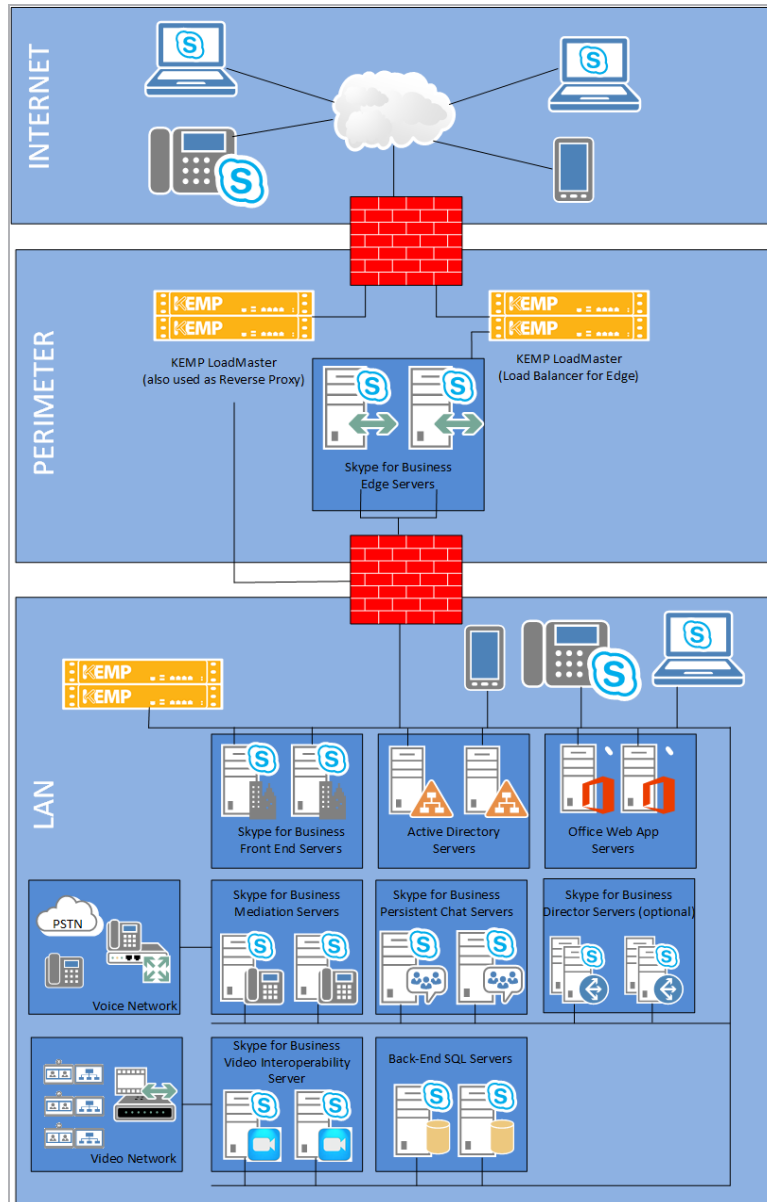 INTERNET
S
S
S
PERIMETER
KEMP
KEMP
KEMP
KEMP
KEMP LoadMaster
(also used as Reverse Proxy)
KEMP LoadMaster
(Load Balancer for Edge)
S
S
Skype for Business
Edge Servers
LAN
KEMP
KEMP
S
S
S
S
Skype for Business
Front End Servers
Active Directory
Servers
Office Web App
Servers
PSTN
Voice Network
Skype for Business
Mediation Servers
S
S
Skype for Business
Persistent Chat Servers
S
S
Skype for Business
Director Servers (optional)
S
S
Video Network
Skype for Business
Video Interoperability
Server
S
S
Back-End SQL Servers
S
S